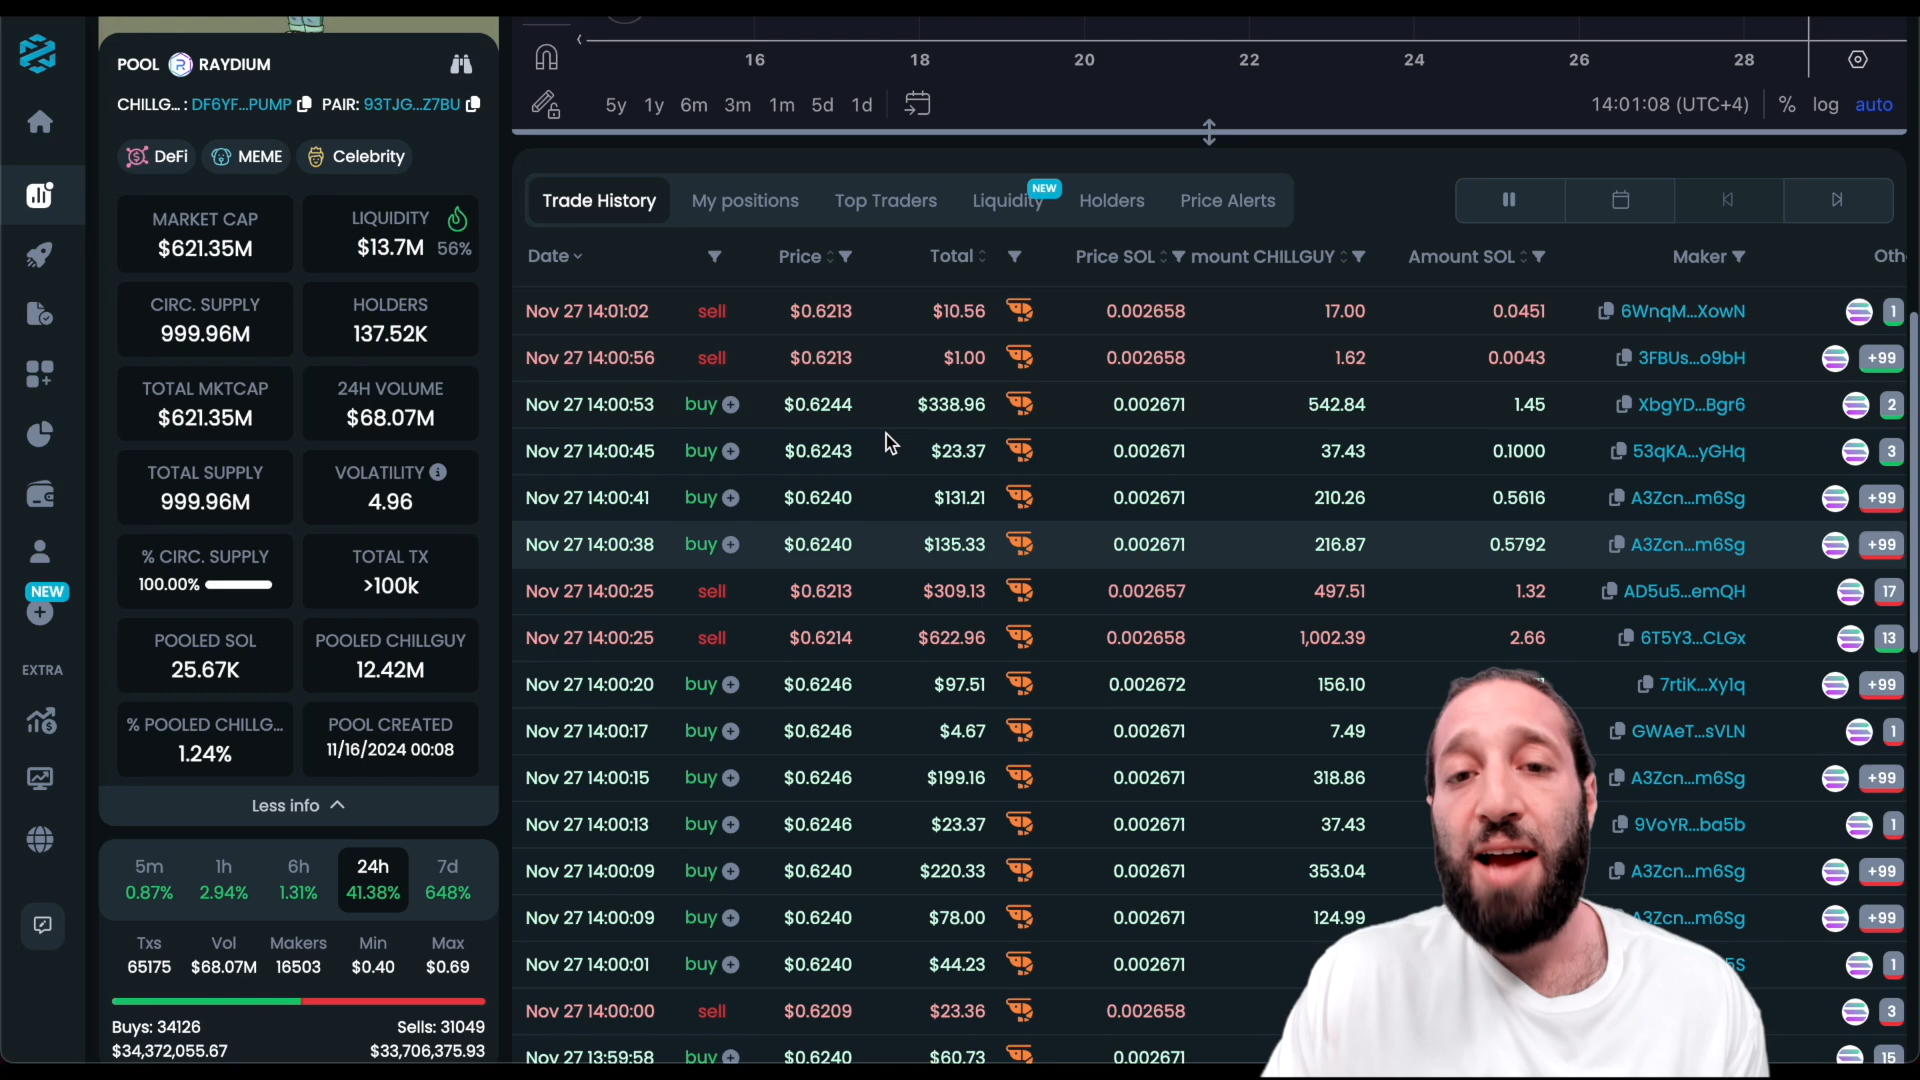 POOL RAYDIUM
CHILLG... : DF6YF...PUMP PAIR: 93TJG...Z7BU
DeFi MEME Celebrity
MARKET CAP
$621.35M
LIQUIDITY
$13.7M 56%
CIRC. SUPPLY
999.96M
HOLDERS
137.52K
TOTAL MKTCAP
$621.35M
24H VOLUME
$68.07M
TOTAL SUPPLY
999.96M
VOLATILITY
4.96
% CIRC. SUPPLY
100.00%
TOTAL TX
>100k
POOLED SOL
25.67K
POOLED CHILLGUY
12.42M
% POOLED CHILLG...
1.24%
POOL CREATED
11/16/2024 00:08
Less info
5m 1h 6h 24h 7d
0.87% 2.94% 1.31% 41.38% 648%
Txs Vol Makers Min Max
65175 $68.07M 16503 $0.40 $0.69
Buys: 34126 Sells: 31049
$34,372,055.67 $33,706,375.93
NEW
EXTRA
16 18 20 22 24 26 28
5y 1y 6m 3m 1m 5d 1d 14:01:08 (UTC+4) % log auto
Trade History My positions Top Traders Liquidity NEW Holders Price Alerts
Date Price Total Price SOL mount CHILLGUY Amount SOL Maker Oth
Nov 27 14:01:02 sell $0.6213 $10.56 0.002658 17.00 0.0451 6WnqM...XowN 1
Nov 27 14:00:56 sell $0.6213 $1.00 0.002658 1.62 0.0043 3FBUs...o9bH +99
Nov 27 14:00:53 buy $0.6244 $338.96 0.002671 542.84 1.45 XbgYD...Bgr6 2
Nov 27 14:00:45 buy $0.6243 $23.37 0.002671 37.43 0.1000 53qKA...yGHq 3
Nov 27 14:00:41 buy $0.6240 $131.21 0.002671 210.26 0.5616 A3Zcn...m6Sg +99
Nov 27 14:00:38 buy $0.6240 $135.33 0.002671 216.87 0.5792 A3Zcn...m6Sg +99
Nov 27 14:00:25 sell $0.6213 $309.13 0.002657 497.51 1.32 AD5u5...emQH 17
Nov 27 14:00:25 sell $0.6214 $622.96 0.002658 1,002.39 2.66 6T5Y3...CLGx 13
Nov 27 14:00:20 buy $0.6246 $97.51 0.002672 156.10 7rtiK...Xy1q +99
Nov 27 14:00:17 buy $0.6246 $4.67 0.002671 7.49 GWAeT...sVLN 1
Nov 27 14:00:15 buy $0.6246 $199.16 0.002671 318.86 A3Zcn...m6Sg +99
Nov 27 14:00:13 buy $0.6246 $23.37 0.002671 37.43 9VoYR...ba5b 1
Nov 27 14:00:09 buy $0.6240 $220.33 0.002671 353.04 A3Zcn...m6Sg +99
Nov 27 14:00:09 buy $0.6240 $78.00 0.002671 124.99 A3Zcn...m6Sg +99
Nov 27 14:00:01 buy $0.6240 $44.23 0.002671 5S 1
Nov 27 14:00:00 sell $0.6209 $23.36 0.002658 3
Nov 27 13:59:58 buy $0.6240 $60.73 0.002671 15